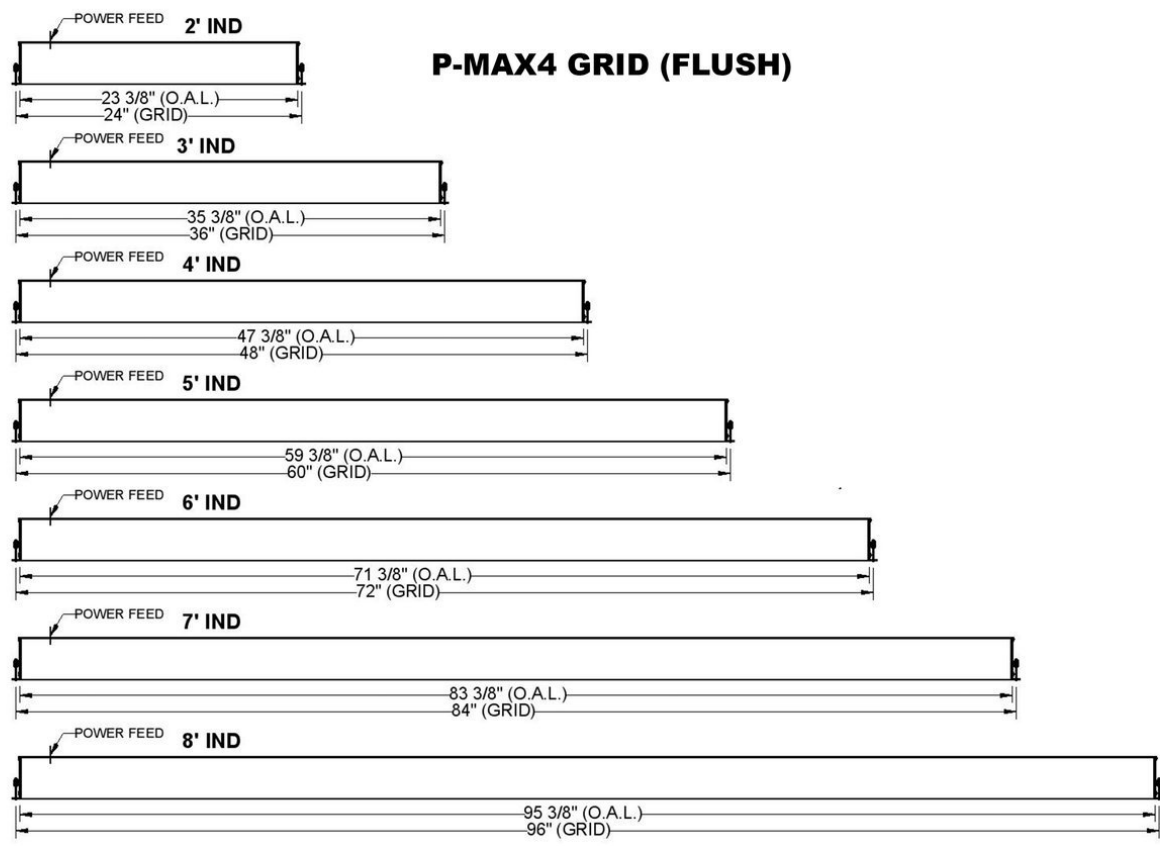 POWER FEED 2' IND
P-MAX4 GRID (FLUSH)
23 3/8" (O.A.L.)
24" (GRID)
POWER FEED 3' IND
35 3/8" (O.A.L.)
36" (GRID)
POWER FEED 4' IND
47 3/8" (O.A.L.)
48" (GRID)
POWER FEED 5' IND
59 3/8" (O.A.L.)
60" (GRID)
POWER FEED 6' IND
71 3/8" (O.A.L.)
72" (GRID)
POWER FEED 7' IND
83 3/8" (O.A.L.)
84" (GRID)
POWER FEED 8' IND
95 3/8" (O.A.L.)
96" (GRID)